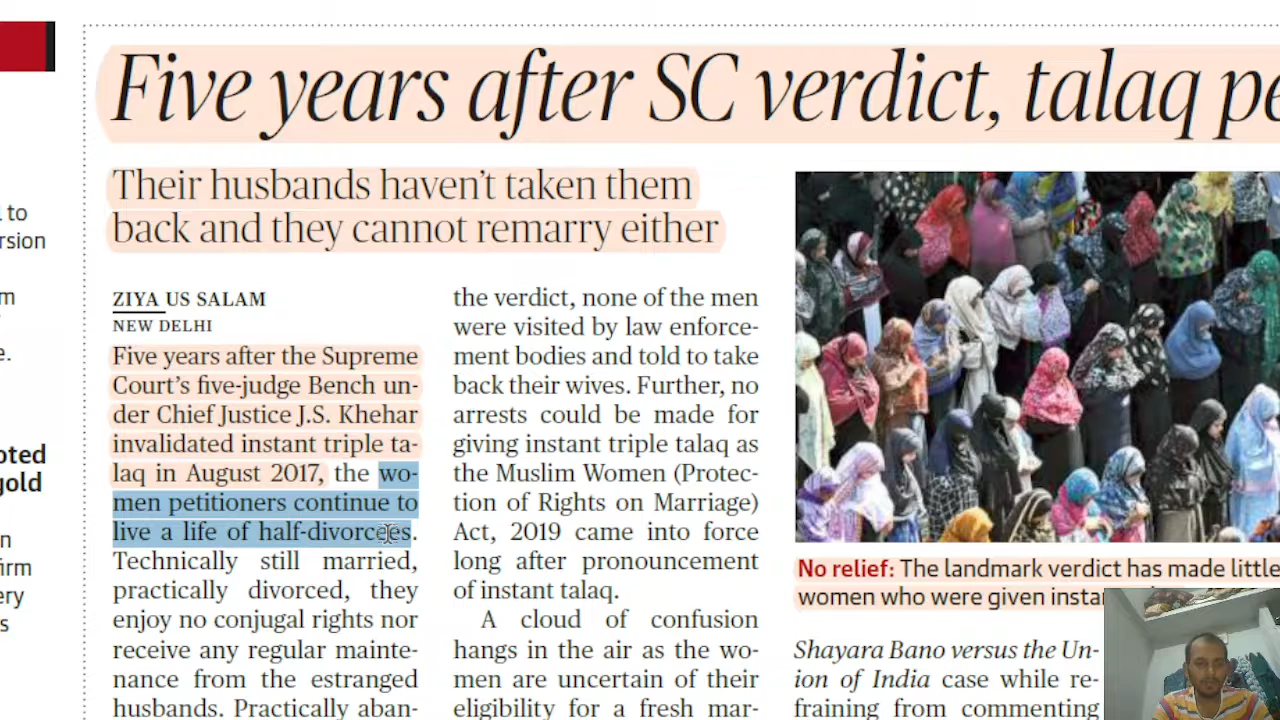 Five years after SC verdict, talaq pe
Their husbands haven't taken them
back and they cannot remarry either
ZIYA US SALAM
NEW DELHI
Five years after the Supreme
Court's five-judge Bench un-
der Chief Justice J.S. Khehar
invalidated instant triple ta-
laq in August 2017, the wo-
men petitioners continue to
live a life of half-divorcees.
Technically still married,
practically divorced, they
enjoy no conjugal rights nor
receive any regular mainte-
nance from the estranged
husbands. Practically aban-
the verdict, none of the men
were visited by law enforce-
ment bodies and told to take
back their wives. Further, no
arrests could be made for
giving instant triple talaq as
the Muslim Women (Protec-
tion of Rights on Marriage)
Act, 2019 came into force
long after pronouncement
of instant talaq.
A cloud of confusion
hangs in the air as the wo-
men are uncertain of their
eligibility for a fresh mar-
No relief: The landmark verdict has made little
women who were given
Shayara Bano versus the Un-
ion of India case while re-
fraining from commenting
to
rsion
m
e.
oted
gold
n
firm
ery
s